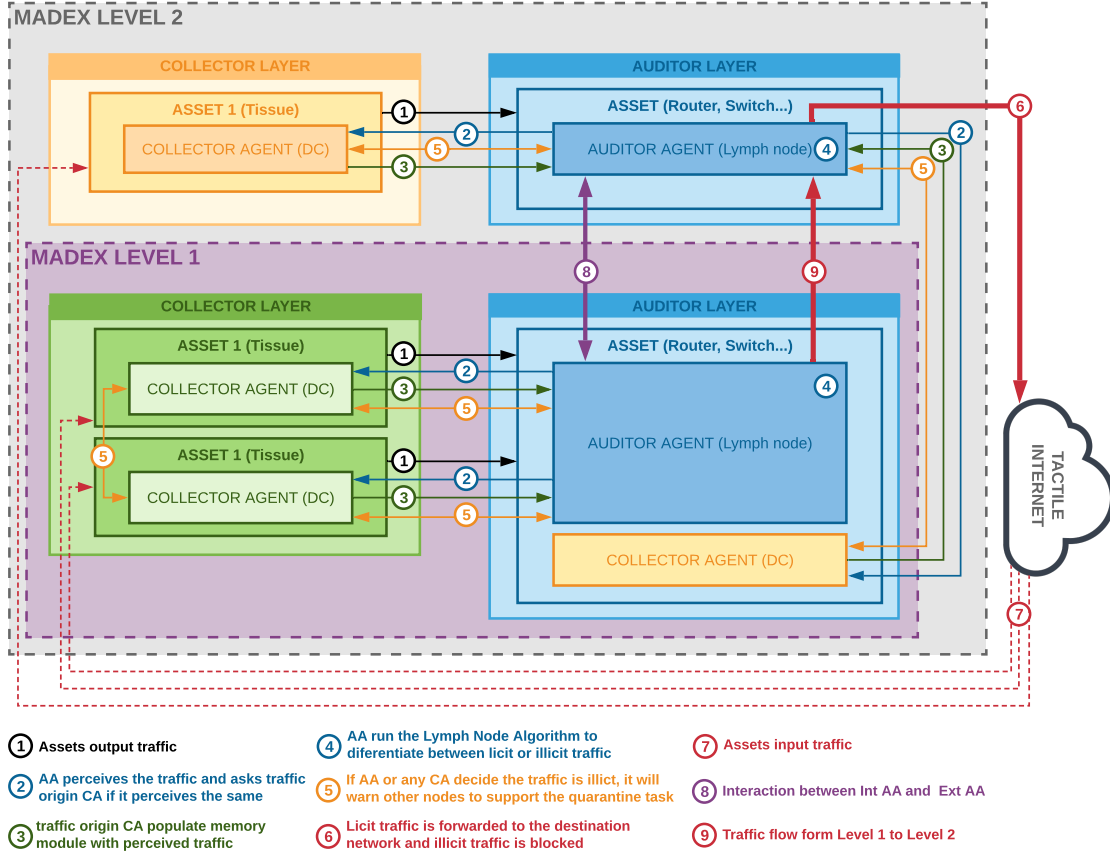 MADEX LEVEL 2
COLLECTOR LAYER
AUDITOR LAYER
ASSET 1 (Tissue)
COLLECTOR AGENT (DC)
ASSET (Router, Switch...)
AUDITOR AGENT (Lymph node)
4
1
2
5
3
6
2
3
5
8
9
MADEX LEVEL 1
COLLECTOR LAYER
AUDITOR LAYER
ASSET 1 (Tissue)
COLLECTOR AGENT (DC)
1
2
3
5
5
ASSET 1 (Tissue)
COLLECTOR AGENT (DC)
1
2
3
5
ASSET (Router, Switch...)
4
AUDITOR AGENT (Lymph node)
COLLECTOR AGENT (DC)
TACTILE
INTERNET
7
1 Assets output traffic
2 AA perceives the traffic and asks traffic
origin CA if it perceives the same
3 traffic origin CA populate memory
module with perceived traffic
4 AA run the Lymph Node Algorithm to
diferentiate between licit or illicit traffic
5 If AA or any CA decide the traffic is illict, it will
warn other nodes to support the quarantine task
6 Licit traffic is forwarded to the destination
network and illicit traffic is blocked
7 Assets input traffic
8 Interaction between Int AA and Ext AA
9 Traffic flow form Level 1 to Level 2